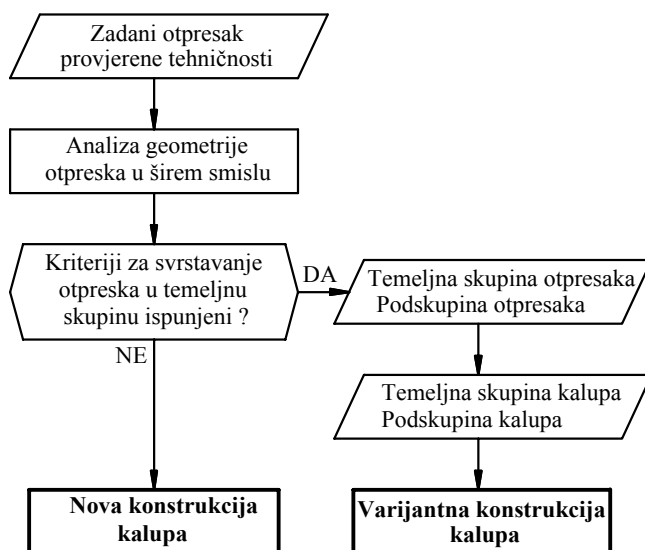 Zadani otpresak
provjerene tehničnosti
Analiza geometrije
otpreska u širem smislu
Kriteriji za svrstavanje
otpreska u temeljnu
skupinu ispunjeni ?
DA
NE
Temeljna skupina otpresaka
Podskupina otpresaka
Temeljna skupina kalupa
Podskupina kalupa
Nova konstrukcija
kalupa
Varijantna konstrukcija
kalupa